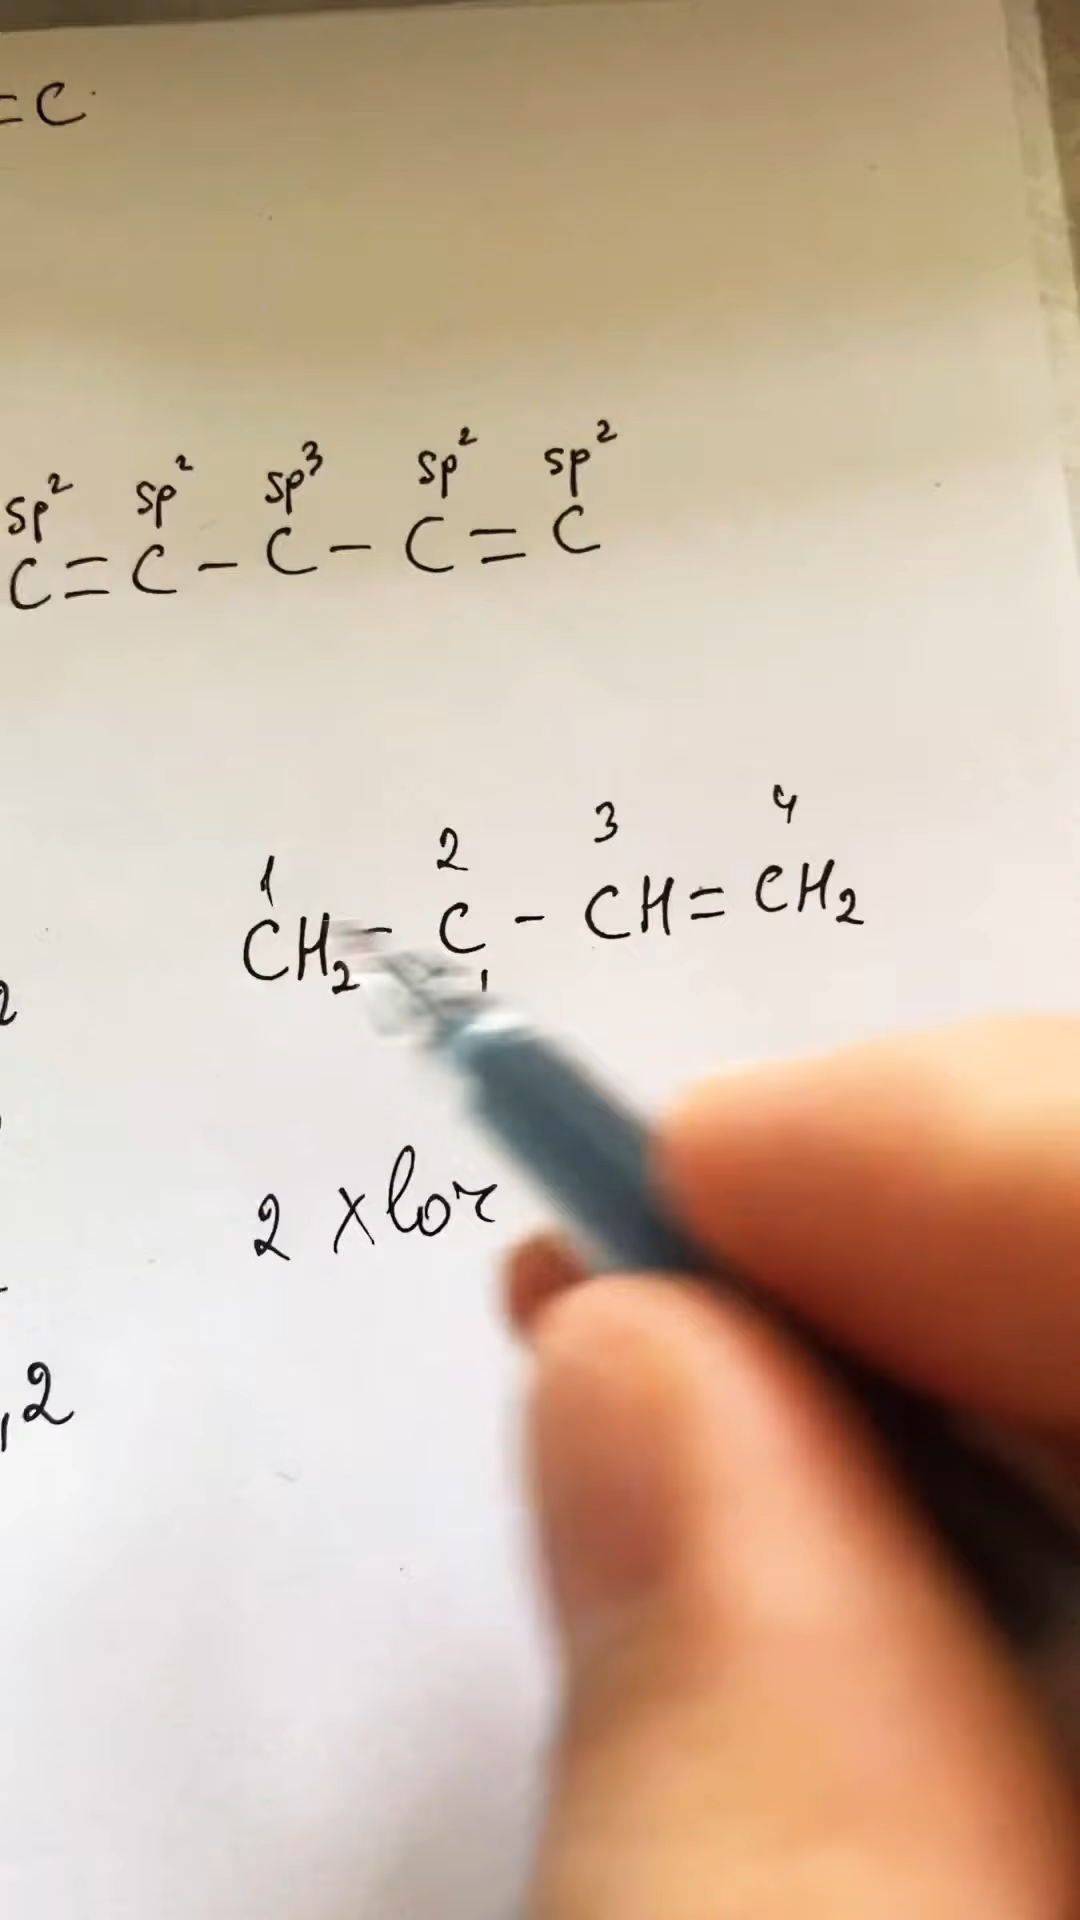 =C
sp² sp² sp³ sp² sp²
C=C-C-C=C
1 2 3 4
CH₂-C-CH=CH₂
2
2 xlor
,2